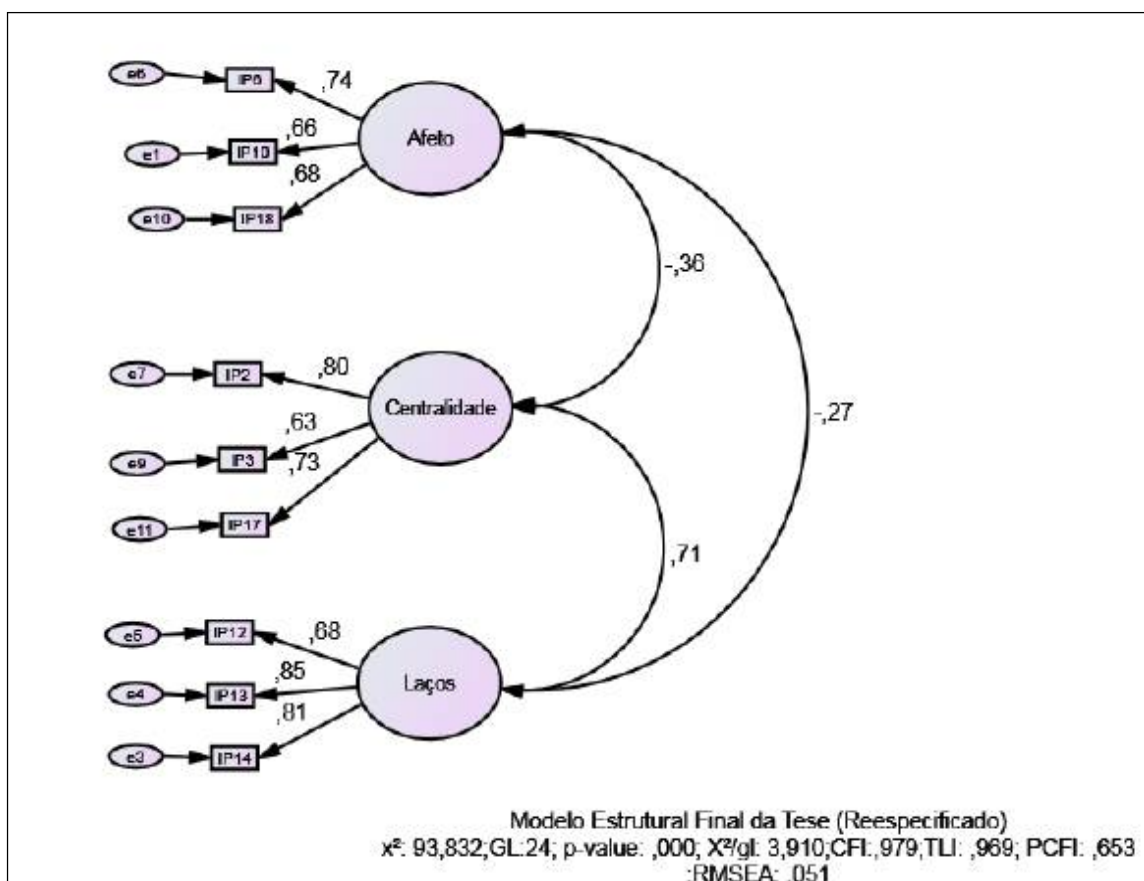 e6 IP6 ,74
Afeto
e1 IP10 ,66
e10 IP18 ,68
-,36
e7 IP2 ,80
Centralidade
-,27
e9 IP3 ,63
e11 IP17 ,73
,71
e5 IP12 ,68
Laços
e4 IP13 ,85
e3 IP14 ,81
Modelo Estrutural Final da Tese (Reespecificado)
x²: 93,832;GL:24; p-value: ,000; X²/gl: 3,910;CFI:,979;TLI: ,969; PCFI: ,653
;RMSEA: ,051